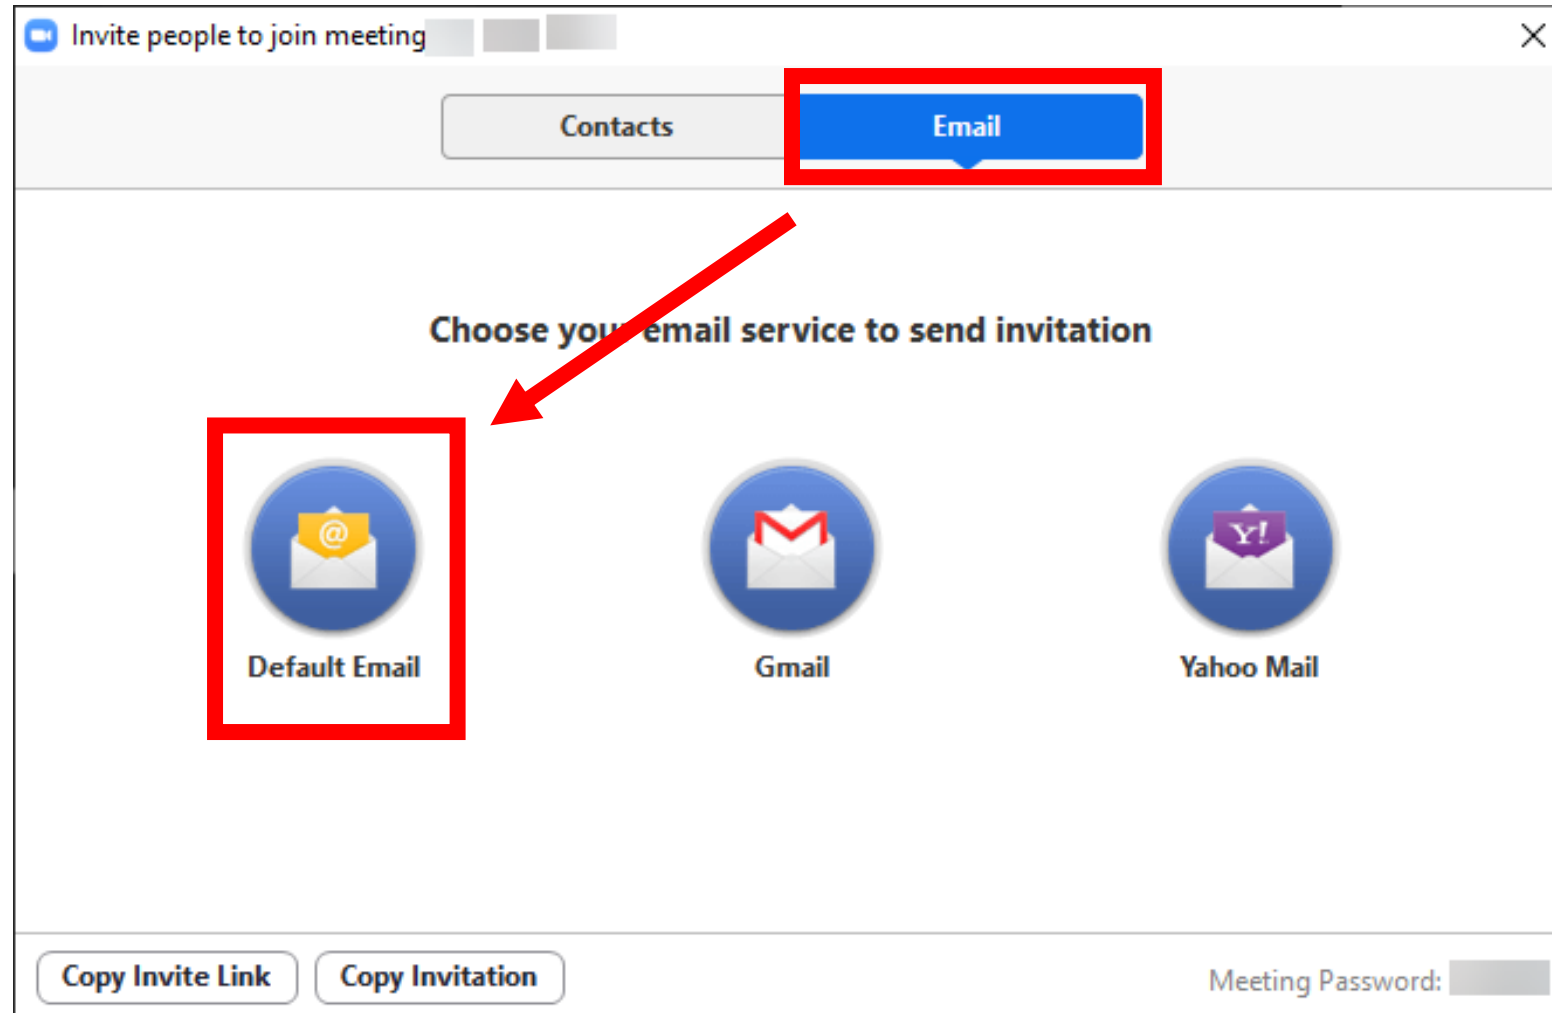 Invite people to join meeting
Contacts
Email
Choose your email service to send invitation
@
Y!
Default Email
Gmail
Yahoo Mail
Copy Invite Link
Copy Invitation
Meeting Password: